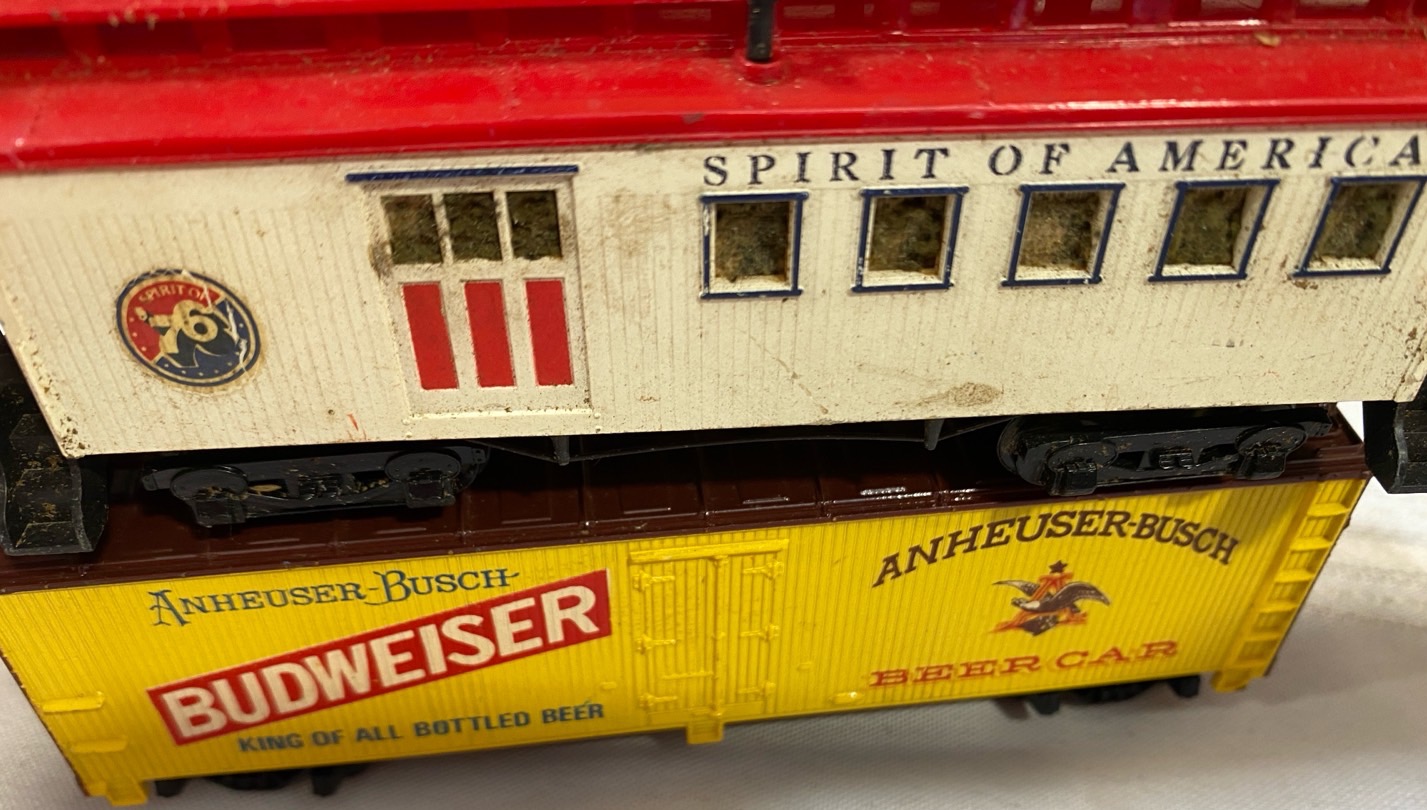 SPIRIT OF AMERICA
SPIRIT OF
76
ANHEUSER-BUSCH
BUDWEISER
KING OF ALL BOTTLED BEER
ANHEUSER-BUSCH
BEER CAR